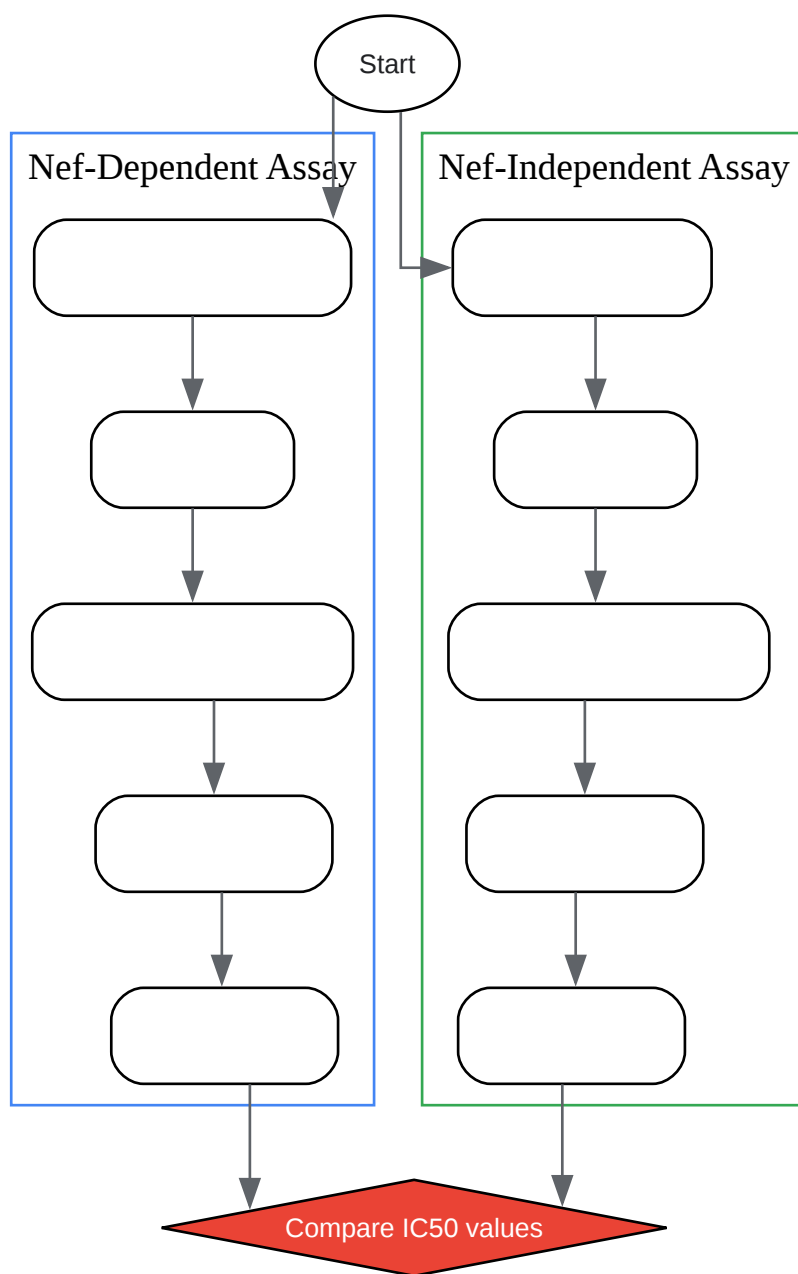 Start
Nef-Dependent Assay
Nef-Independent Assay
Compare IC50 values